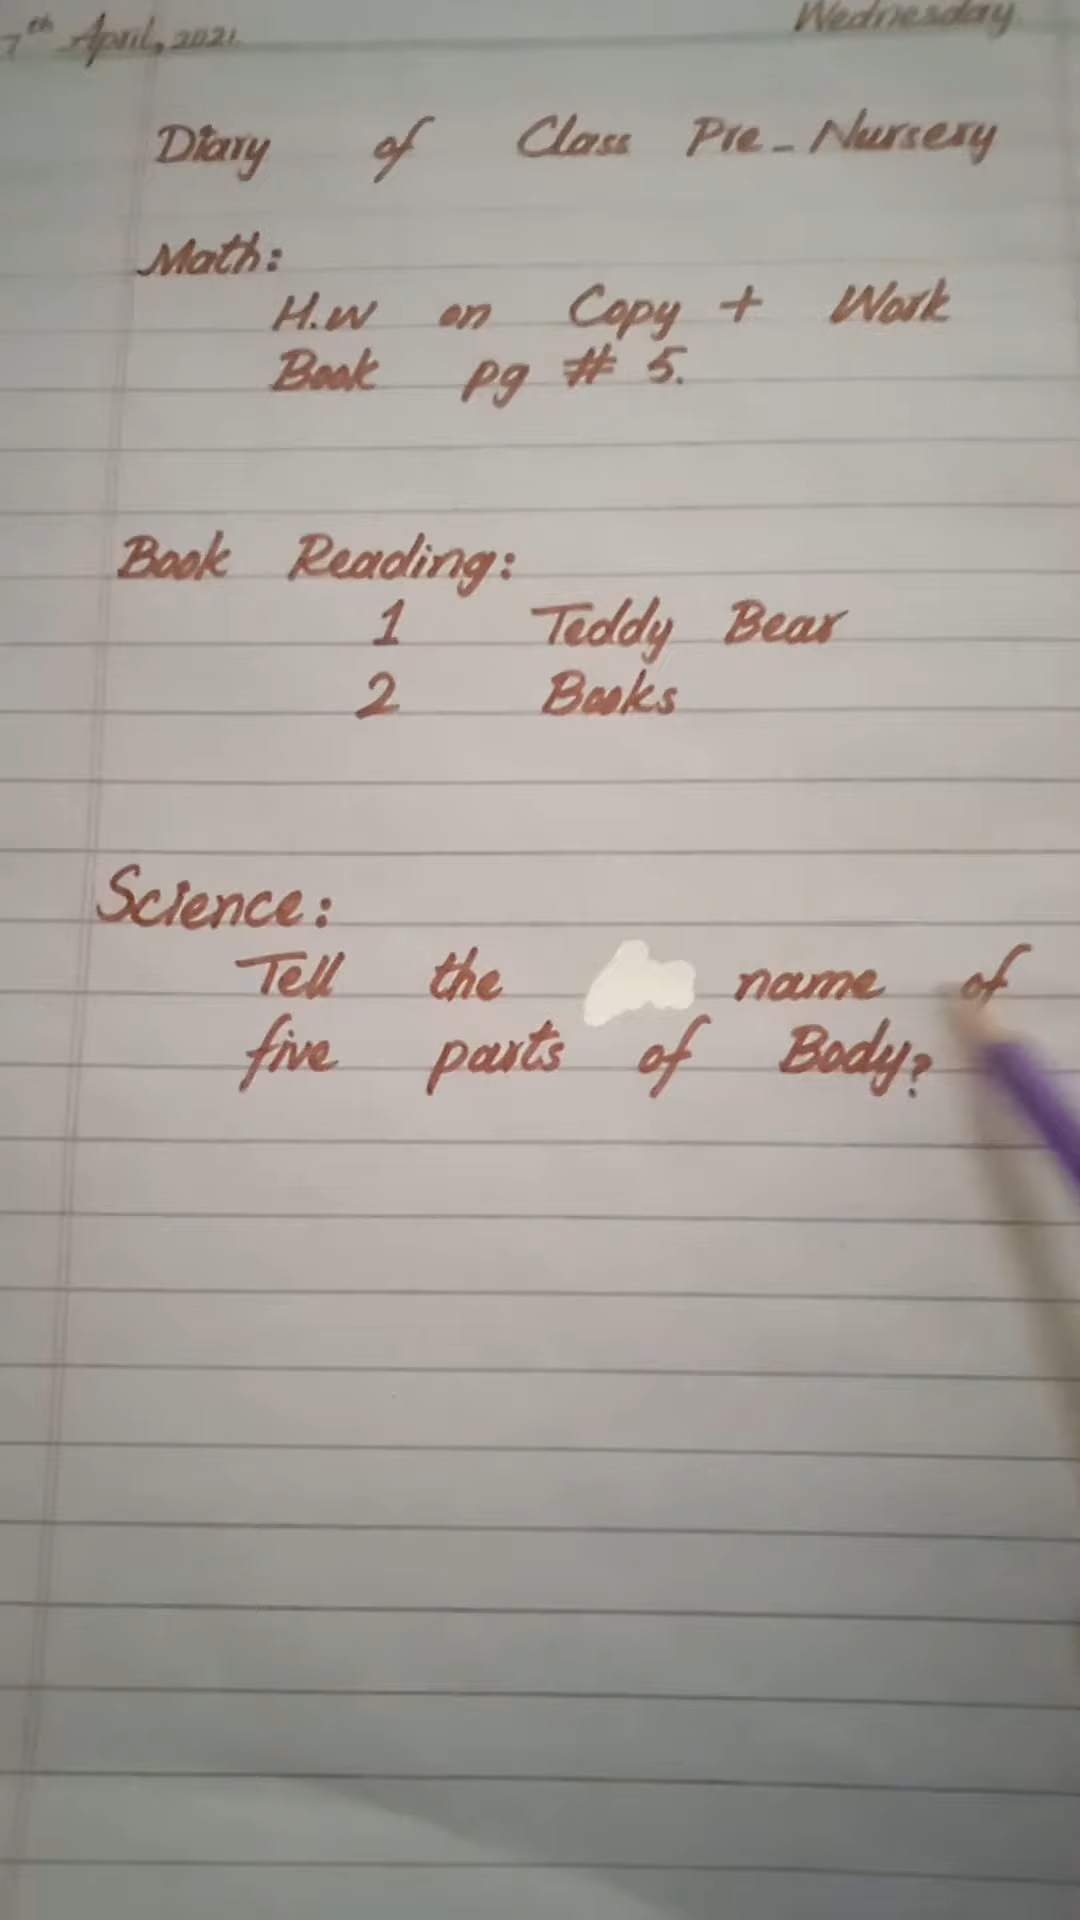 7th April, 2021 Wednesday
Diary of Class Pre-Nursery
Math:
H.W on Copy + Work
Book pg # 5.
Book Reading:
1 Teddy Bear
2 Books
Science:
Tell the name of
five parts of Body?